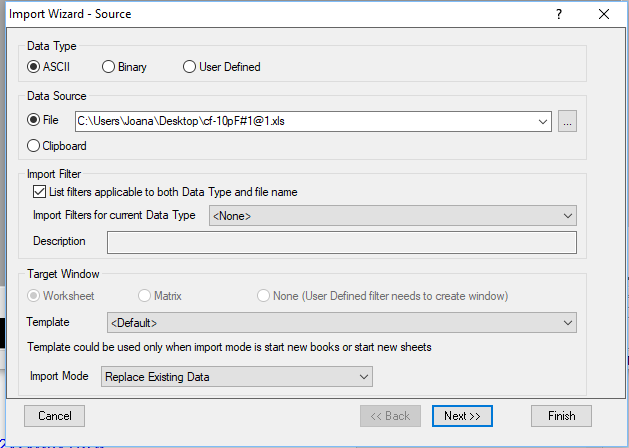 Import Wizard - Source
? ×
Data Type
ASCII Binary User Defined
Data Source
File C:\Users\Joana\Desktop\cf-10pF#1@1.xls ...
Clipboard
Import Filter
List filters applicable to both Data Type and file name
Import Filters for current Data Type <None>
Description
Target Window
Worksheet Matrix None (User Defined filter needs to create window)
Template <Default>
Template could be used only when import mode is start new books or start new sheets
Import Mode Replace Existing Data
Cancel << Back Next >> Finish